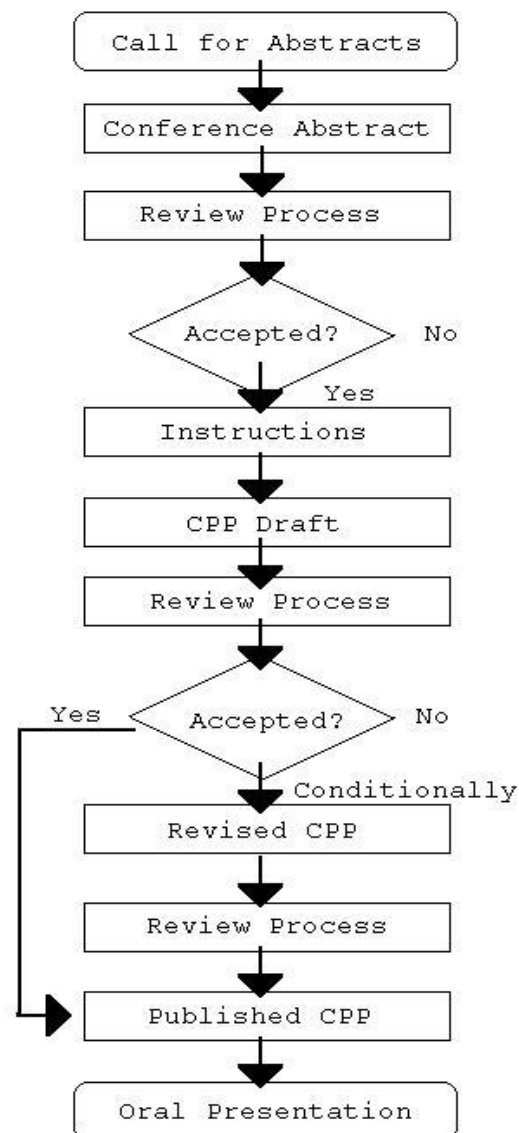 Call for Abstracts
Conference Abstract
Review Process
Accepted?
No
Yes
Instructions
CPP Draft
Review Process
Yes
Accepted?
No
Conditionally
Revised CPP
Review Process
Published CPP
Oral Presentation